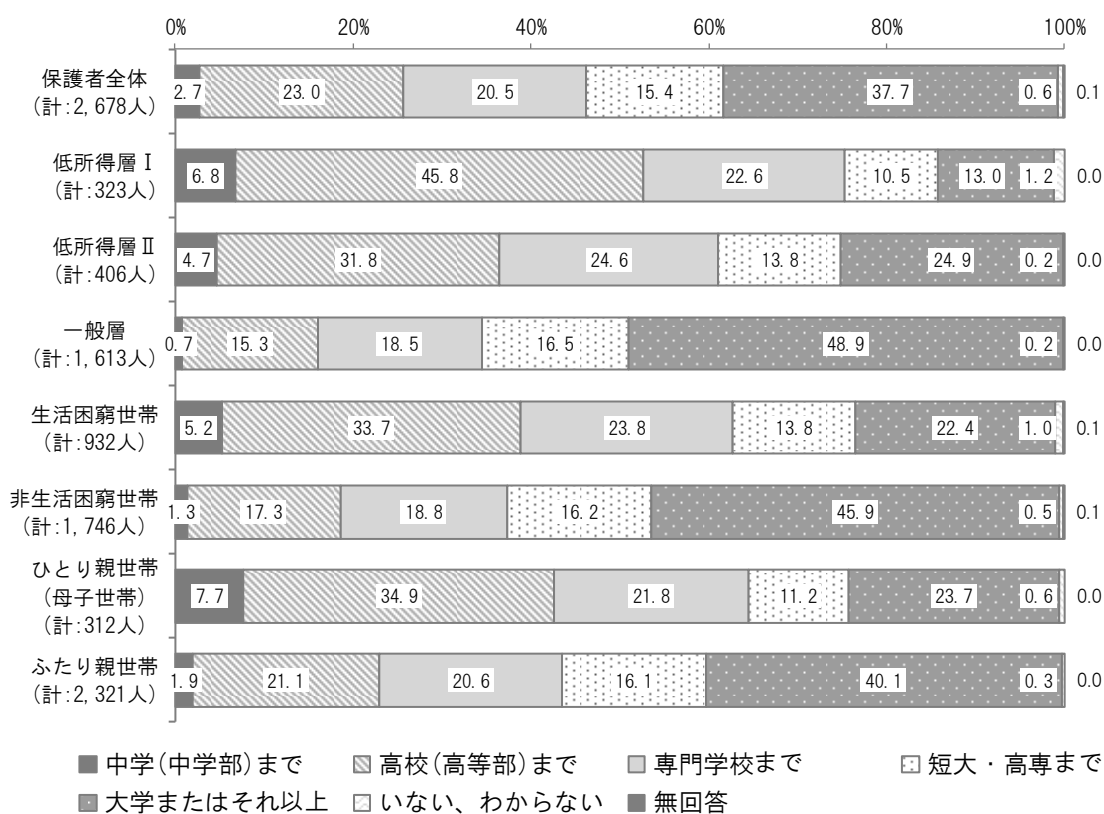 0% 20% 40% 60% 80% 100%
保護者全体
(計:2,678人)
2.7 23.0 20.5 15.4 37.7 0.6 0.1
低所得層Ⅰ
(計:323人)
6.8 45.8 22.6 10.5 13.0 1.2 0.0
低所得層Ⅱ
(計:406人)
4.7 31.8 24.6 13.8 24.9 0.2 0.0
一般層
(計:1,613人)
0.7 15.3 18.5 16.5 48.9 0.2 0.0
生活困窮世帯
(計:932人)
5.2 33.7 23.8 13.8 22.4 1.0 0.1
非生活困窮世帯
(計:1,746人)
1.3 17.3 18.8 16.2 45.9 0.5 0.1
ひとり親世帯
(母子世帯)
(計:312人)
7.7 34.9 21.8 11.2 23.7 0.6 0.0
ふたり親世帯
(計:2,321人)
1.9 21.1 20.6 16.1 40.1 0.3 0.0
中学(中学部)まで 高校(高等部)まで 専門学校まで 短大・高専まで
大学またはそれ以上 いない、わからない 無回答